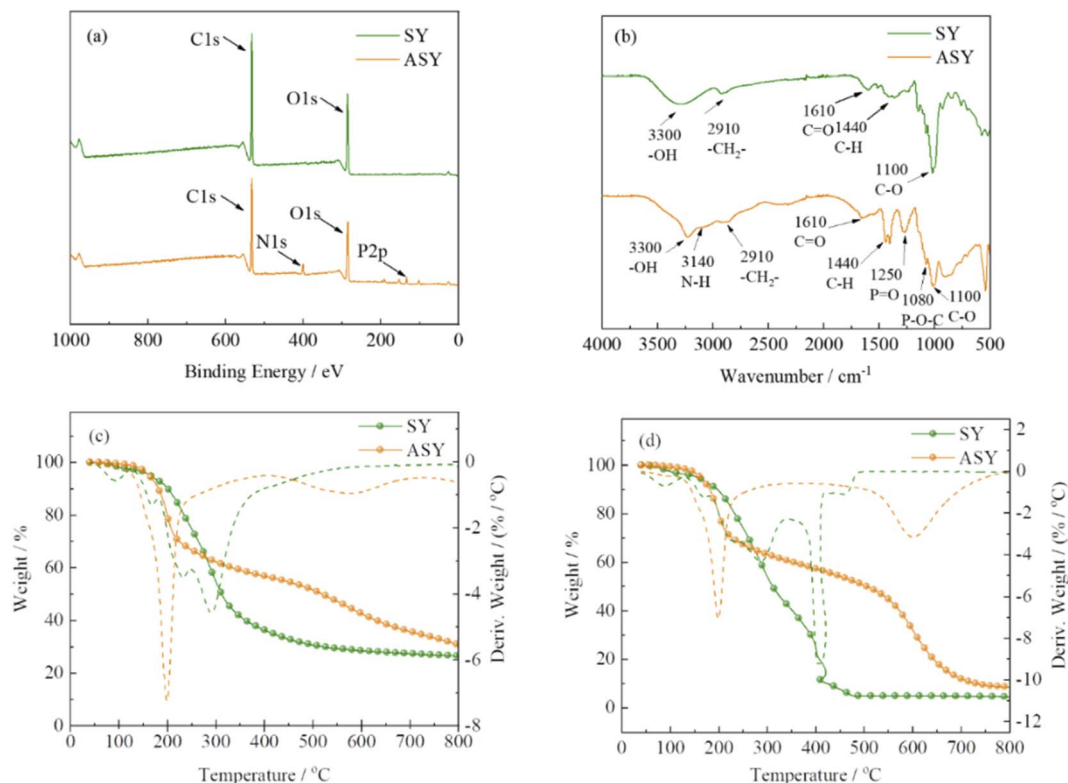 (a)
SY
ASY
C1s
O1s
C1s
N1s
O1s
P2p
1000 800 600 400 200 0
Binding Energy / eV
(b)
SY
ASY
3300
-OH
2910
-CH2-
1610
C=O
1440
C-H
1100
C-O
3300
-OH
3140
N-H
2910
-CH2-
1610
C=O
1440
C-H
1250
P=O
1080
P-O-C
1100
C-O
4000 3500 3000 2500 2000 1500 1000 500
Wavenumber / cm-1
(c)
SY
ASY
100
80
60
40
20
0
Weight / %
0
-2
-4
-6
-8
Deriv. Weight / (% / °C)
0 100 200 300 400 500 600 700 800
Temperature / °C
(d)
SY
ASY
100
80
60
40
20
0
Weight / %
2
0
-2
-4
-6
-8
-10
-12
Deriv. Weight / (% / °C)
0 100 200 300 400 500 600 700 800
Temperature / °C